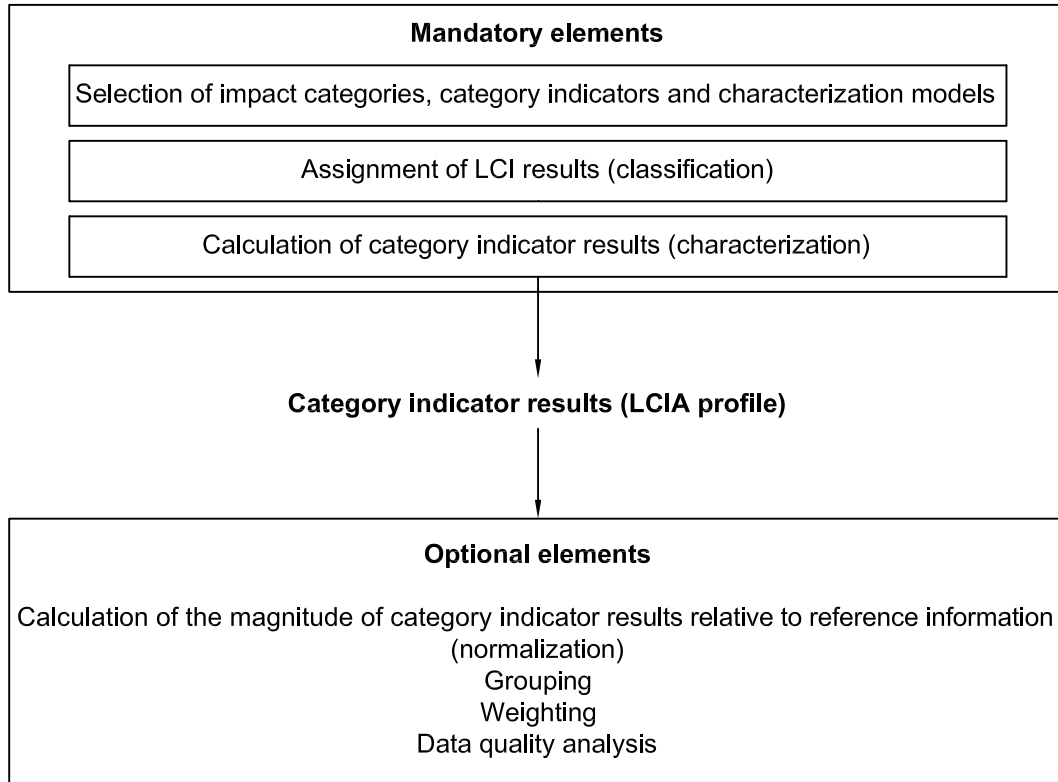 Mandatory elements
Selection of impact categories, category indicators and characterization models
Assignment of LCI results (classification)
Calculation of category indicator results (characterization)
Category indicator results (LCIA profile)
Optional elements
Calculation of the magnitude of category indicator results relative to reference information
(normalization)
Grouping
Weighting
Data quality analysis